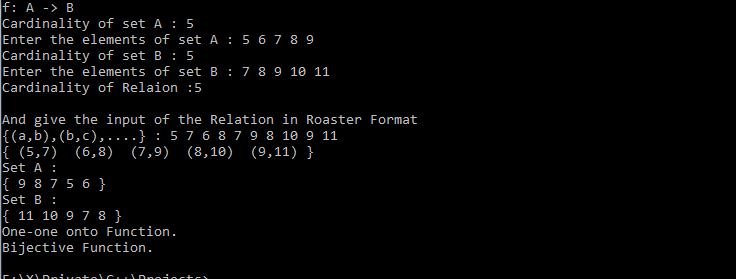 f: A -> B
Cardinality of set A : 5
Enter the elements of set A : 5 6 7 8 9
Cardinality of set B : 5
Enter the elements of set B : 7 8 9 10 11
Cardinality of Relaion :5
And give the input of the Relation in Roaster Format
{(a,b),(b,c),....} : 5 7 6 8 7 9 8 10 9 11
{ (5,7)  (6,8)  (7,9)  (8,10)  (9,11) }
Set A :
{ 9 8 7 5 6 }
Set B :
{ 11 10 9 7 8 }
One-one onto Function.
Bijective Function.